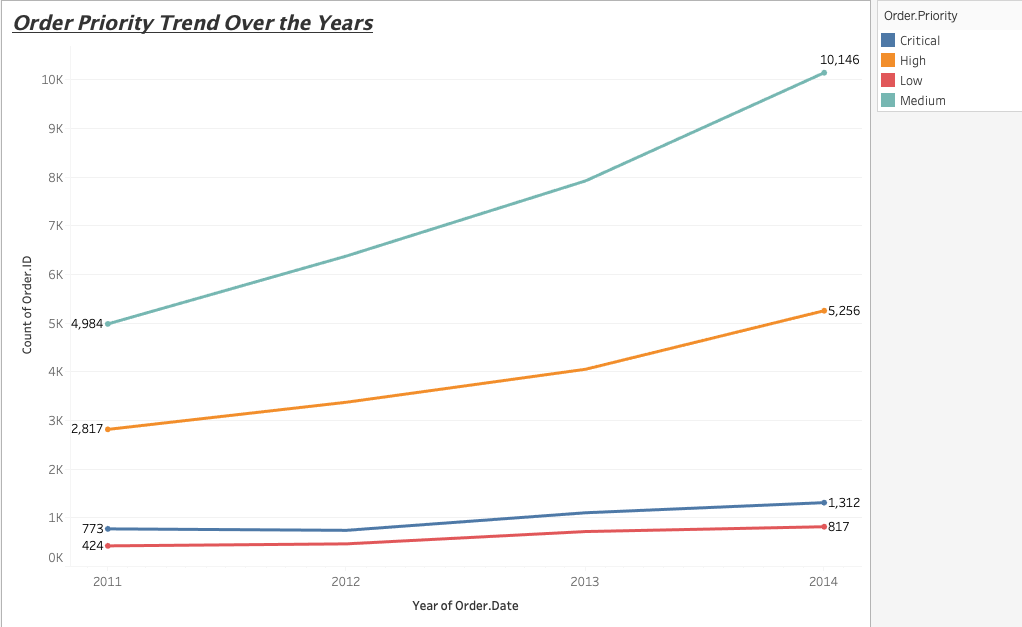 Order Priority Trend Over the Years
Order.Priority
Critical
High
Low
Medium
10K
9K
8K
7K
6K
5K
4K
3K
2K
1K
0K
Count of Order.ID
10,146
4,984
5,256
2,817
1,312
773
817
424
2011
2012
2013
2014
Year of Order.Date